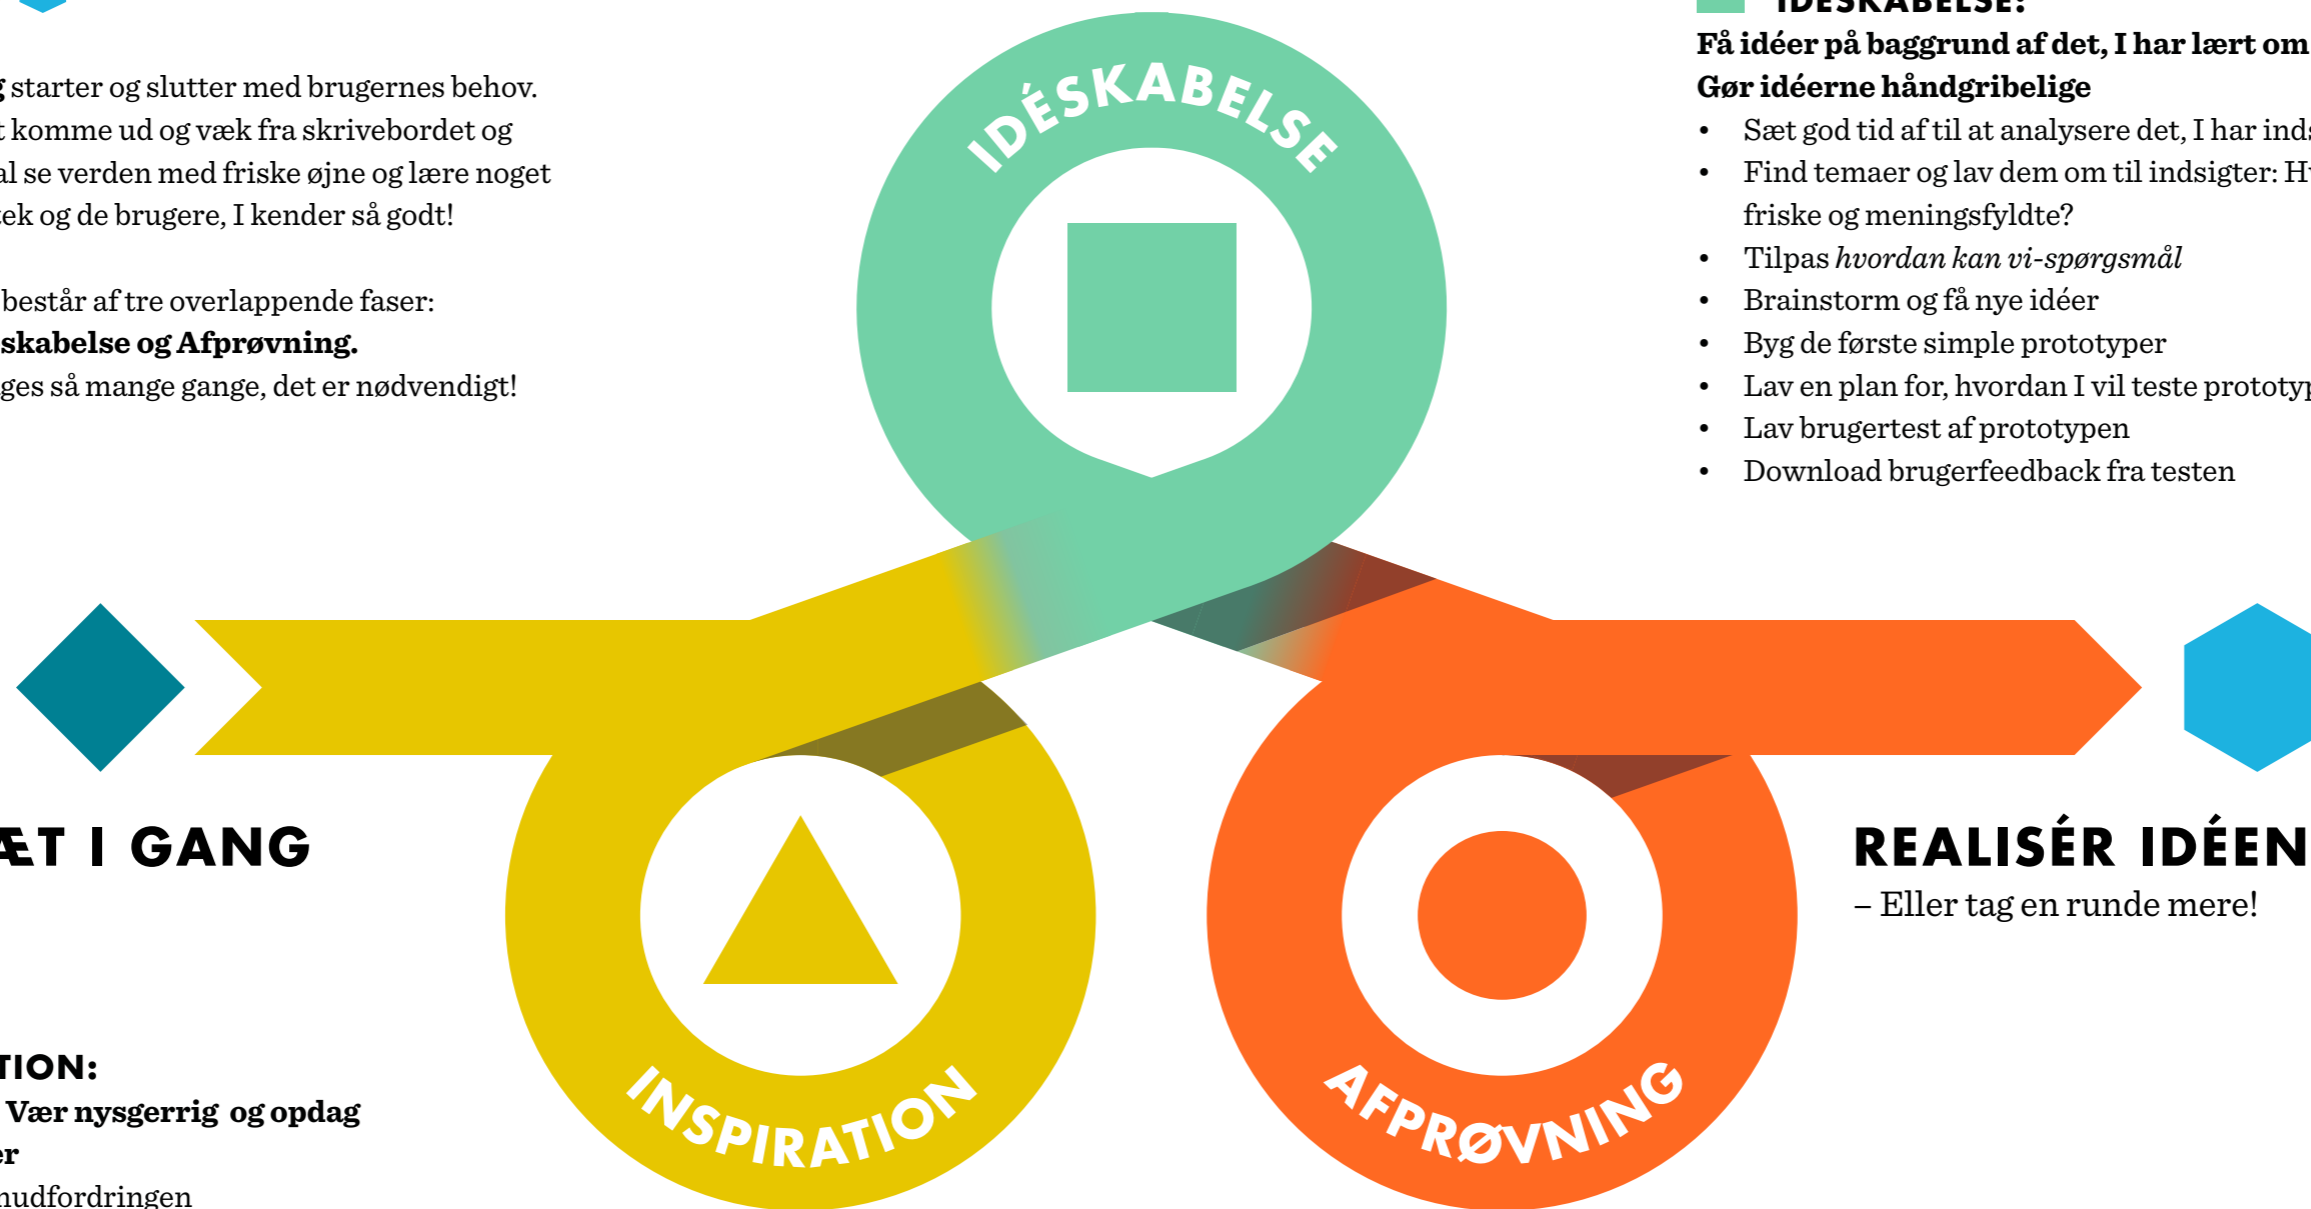 starter og slutter med brugernes behov.
komme ud og væk fra skrivebordet og
se verden med friske øjne og lære noget
og de brugere, I kender så godt!
består af tre overlappende faser:
skabelse og Afprøvning.
så mange gange, det er nødvendigt!
IDÉSKABELSE
IDÉSKABELSE:
Få idéer på baggrund af det, I har lært om
Gør idéerne håndgribelige
• Sæt god tid af til at analysere det, I har
• Find temaer og lav dem om til indsigter:
friske og meningsfyldte?
• Tilpas hvordan kan vi-spørgsmål
• Brainstorm og få nye idéer
• Byg de første simple prototyper
• Lav en plan for, hvordan I vil teste
• Lav brugertest af prototypen
• Download brugerfeedback fra testen
I GANG
REALISÉR IDÉEN
– Eller tag en runde mere!
INSPIRATION
AFPRØVNING
Vær nysgerrig og opdag